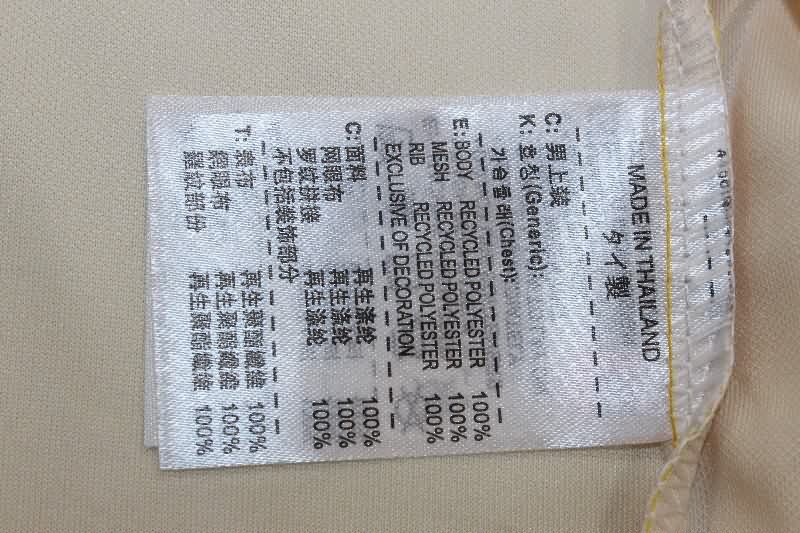 MADE IN THAILAND
タイ製
C: 男上装
K: 호칭(Generic):
가슴둘레(Chest):
E: BODY RECYCLED POLYESTER 100%
MESH RECYCLED POLYESTER 100%
RIB RECYCLED POLYESTER 100%
EXCLUSIVE OF DECORATION
C: 面料 再生涤纶 100%
网眼布 再生涤纶 100%
罗纹拼接 再生涤纶 100%
不包括装饰部分
T: 表布 再生聚酯纖維 100%
網眼布 再生聚酯纖維 100%
羅紋部份 再生聚酯纖維 100%